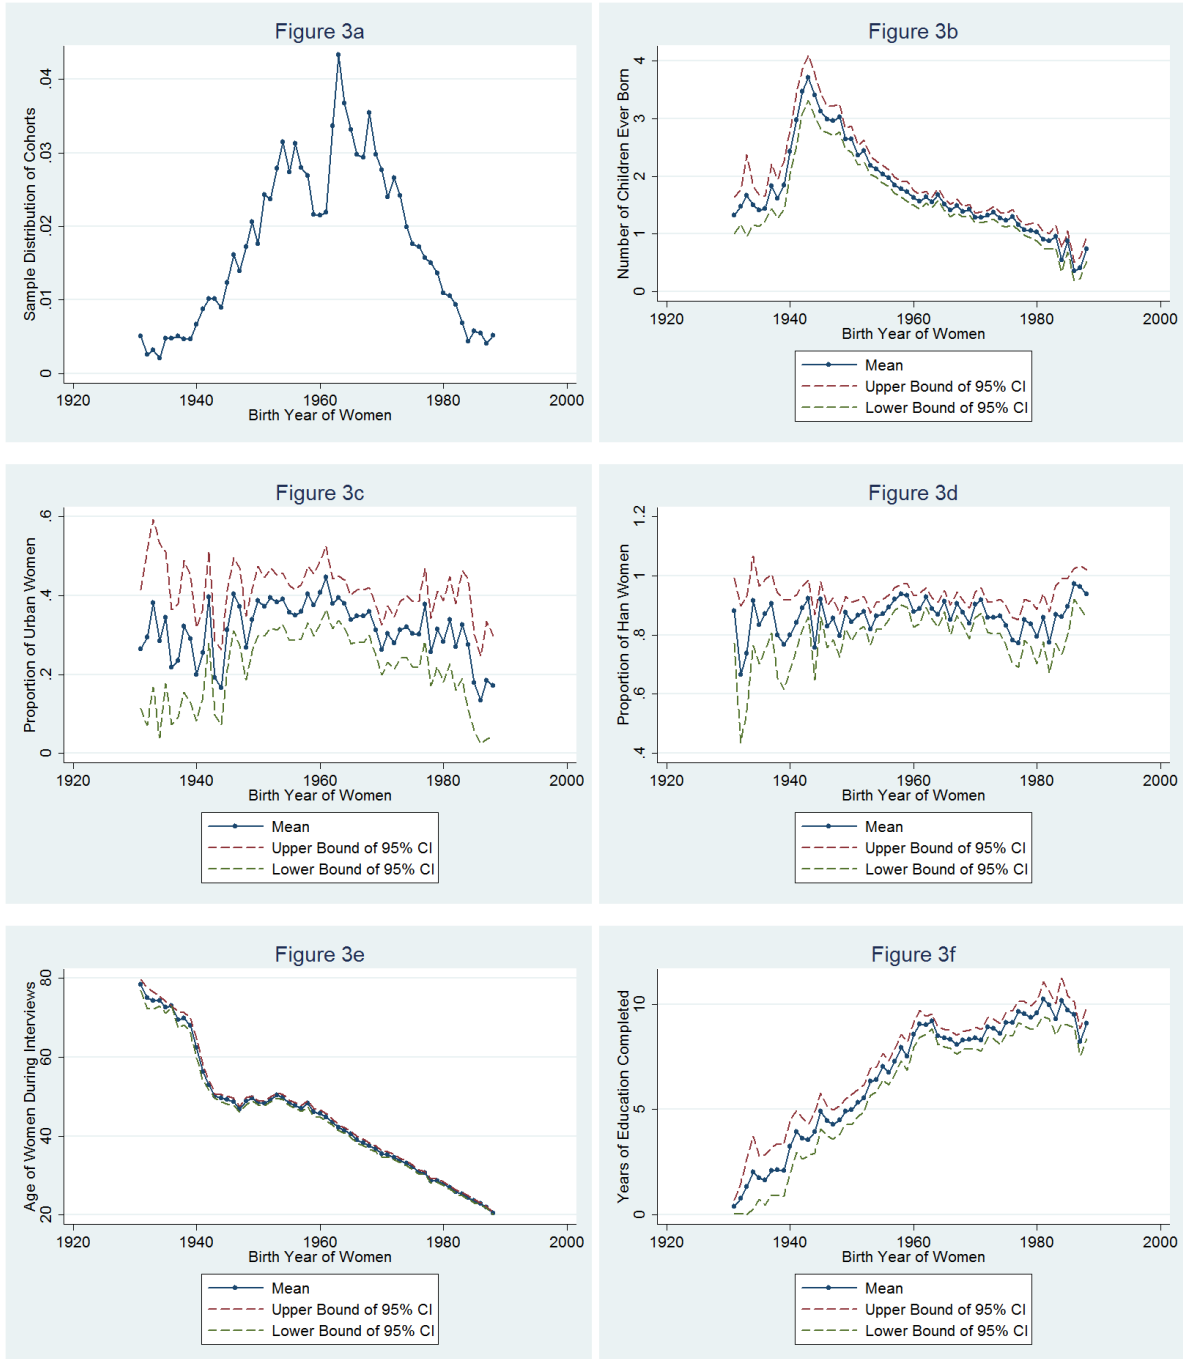 Figure 3a
Sample Distribution of Cohorts
.04
.03
.02
.01
0
1920 1940 1960 1980 2000
Birth Year of Women
Figure 3b
Number of Children Ever Born
4
3
2
1
0
1920 1940 1960 1980 2000
Birth Year of Women
Mean
Upper Bound of 95% CI
Lower Bound of 95% CI
Figure 3c
Proportion of Urban Women
.6
.4
.2
0
1920 1940 1960 1980 2000
Birth Year of Women
Mean
Upper Bound of 95% CI
Lower Bound of 95% CI
Figure 3d
Proportion of Han Women
1.2
1
.8
.6
.4
1920 1940 1960 1980 2000
Birth Year of Women
Mean
Upper Bound of 95% CI
Lower Bound of 95% CI
Figure 3e
Age of Women During Interviews
80
60
40
20
1920 1940 1960 1980 2000
Birth Year of Women
Mean
Upper Bound of 95% CI
Lower Bound of 95% CI
Figure 3f
Years of Education Completed
10
5
0
1920 1940 1960 1980 2000
Birth Year of Women
Mean
Upper Bound of 95% CI
Lower Bound of 95% CI